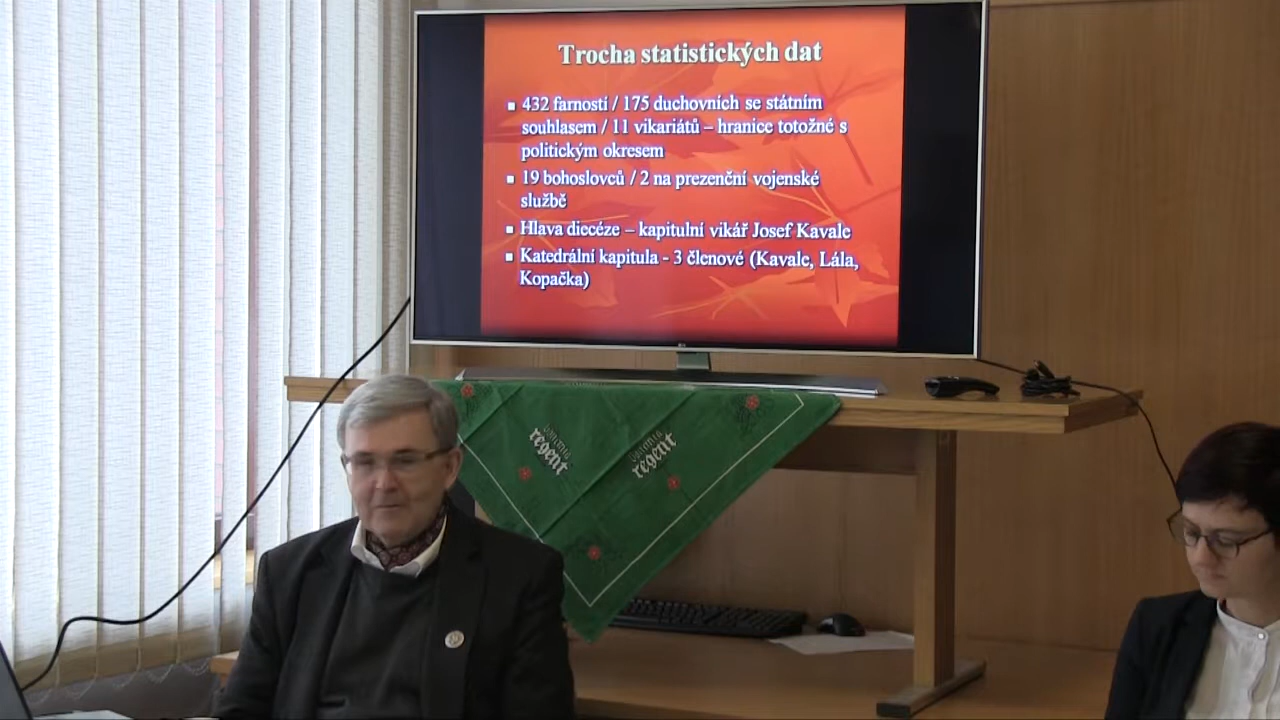 Trocha statistických dat
432 farností / 175 duchovních se státním
souhlasem / 11 vikariátů – hranice totožné s
politickým okresem
19 bohoslovců / 2 na prezenční vojenské
službě
Hlava diecéze – kapitulní vikář Josef Kavale
Katedrální kapitula - 3 členové (Kavale, Lála,
Kopačka)
bohemia
regent
bohemia
regent